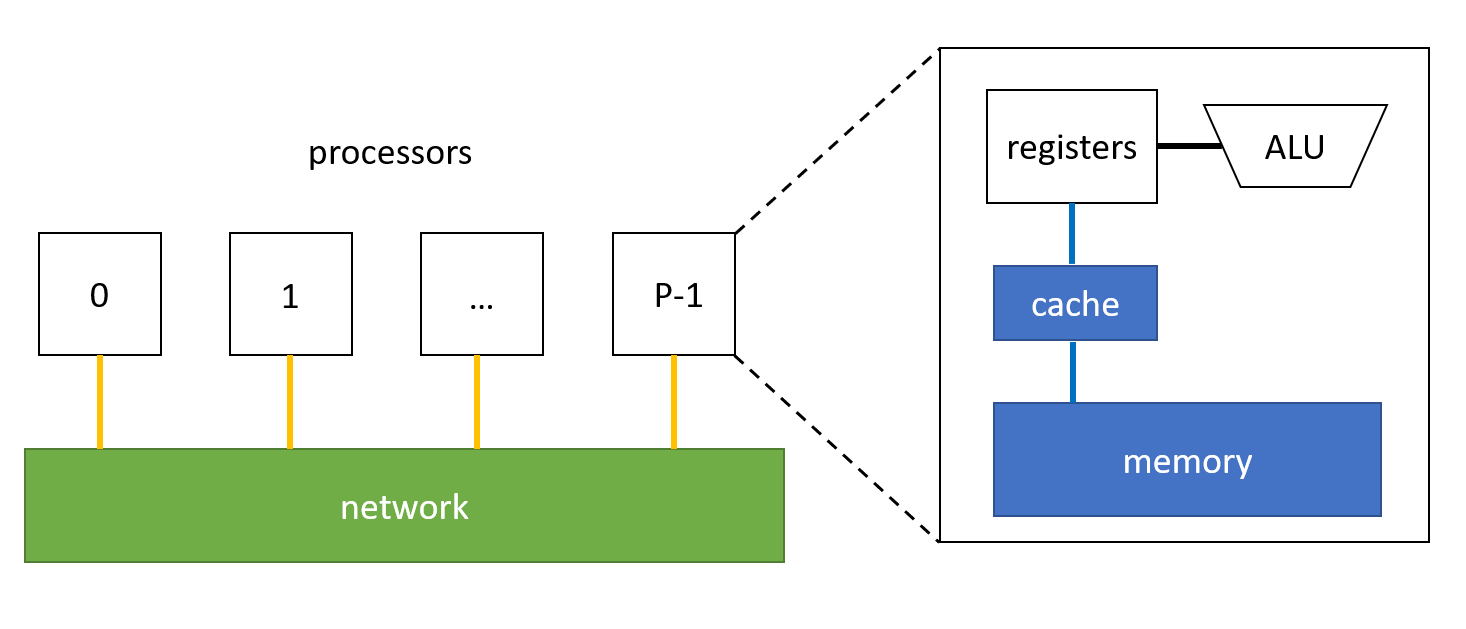 processors
0
1
...
P-1
network
registers
ALU
cache
memory